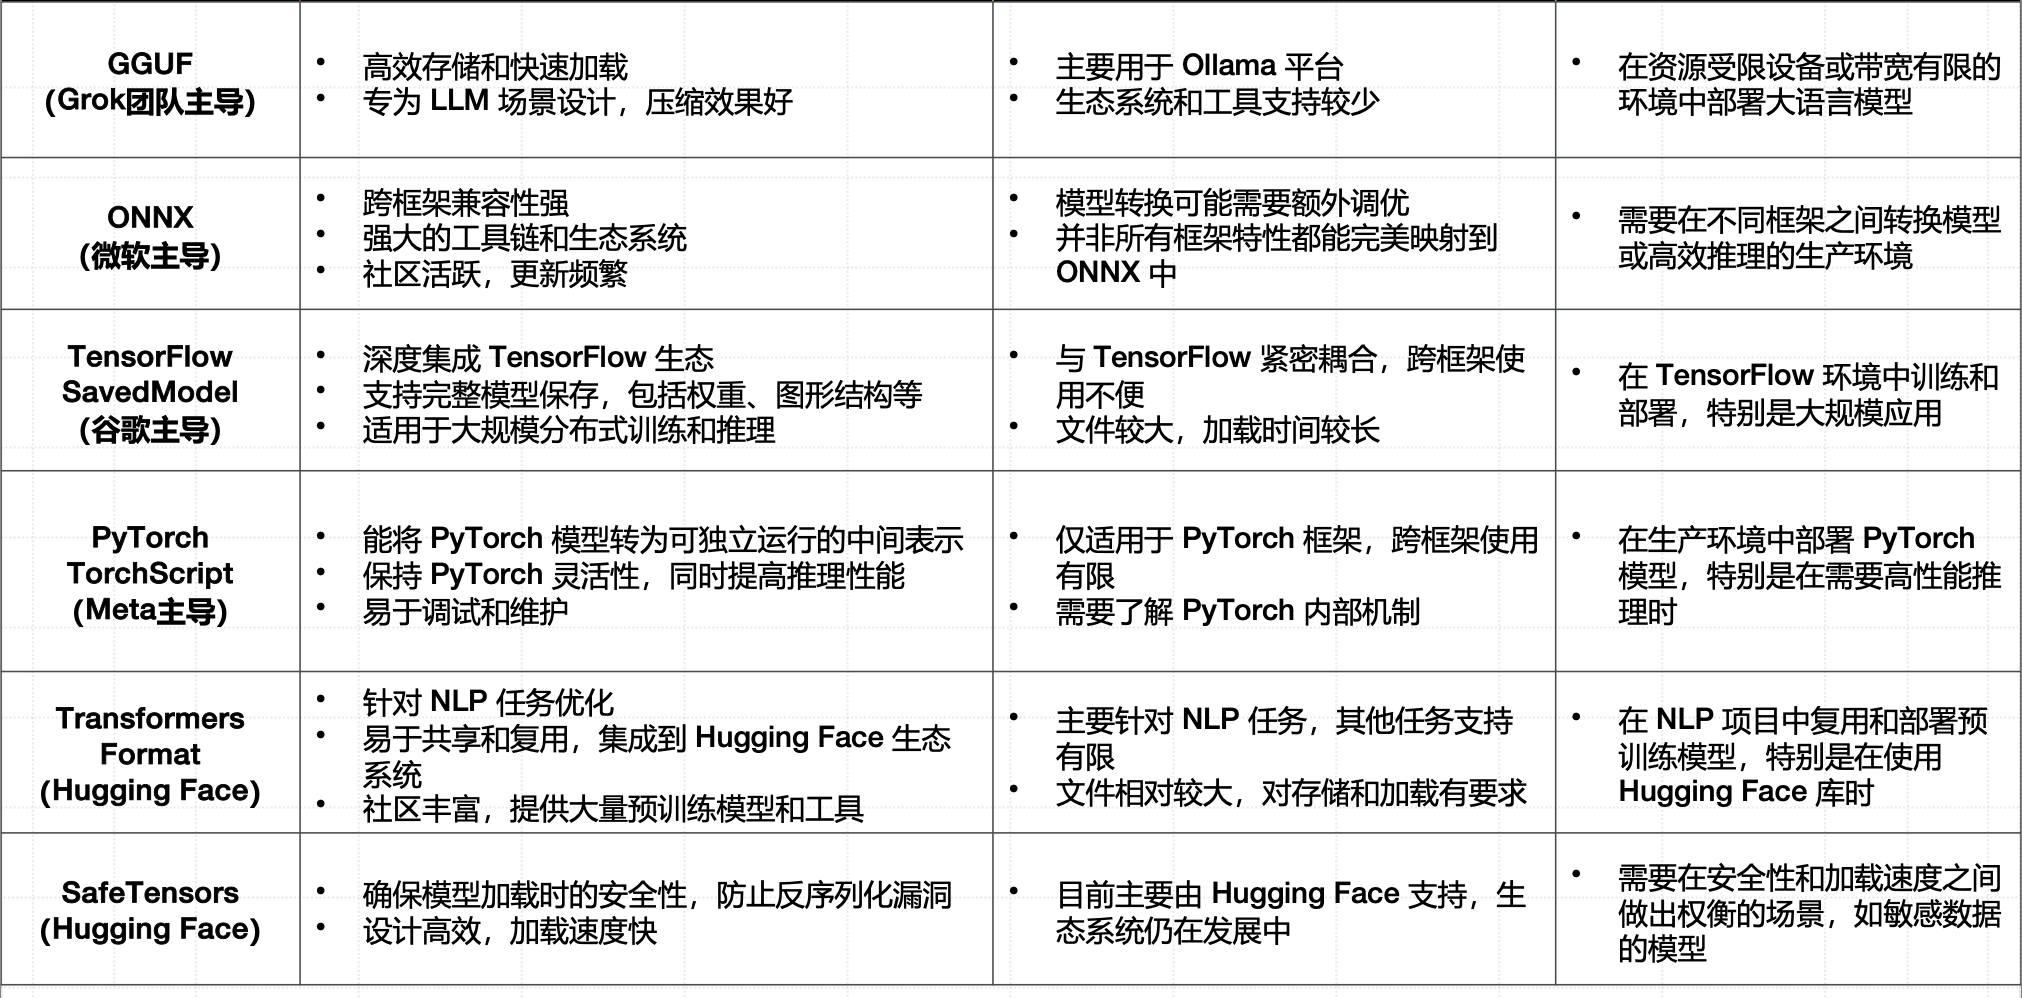 GGUF
(Grok团队主导)
• 高效存储和快速加载
• 专为 LLM 场景设计，压缩效果好
• 主要用于 Ollama 平台
• 生态系统和工具支持较少
• 在资源受限设备或带宽有限的
环境中部署大语言模型
ONNX
(微软主导)
• 跨框架兼容性强
• 强大的工具链和生态系统
• 社区活跃，更新频繁
• 模型转换可能需要额外调优
• 并非所有框架特性都能完美映射到
ONNX 中
• 需要在不同框架之间转换模型
或高效推理的生产环境
TensorFlow
SavedModel
(谷歌主导)
• 深度集成 TensorFlow 生态
• 支持完整模型保存，包括权重、图形结构等
• 适用于大规模分布式训练和推理
• 与 TensorFlow 紧密耦合，跨框架使
用不便
• 文件较大，加载时间较长
• 在 TensorFlow 环境中训练和
部署，特别是大规模应用
PyTorch
TorchScript
(Meta主导)
• 能将 PyTorch 模型转为可独立运行的中间表示
• 保持 PyTorch 灵活性，同时提高推理性能
• 易于调试和维护
• 仅适用于 PyTorch 框架，跨框架使用
有限
• 需要了解 PyTorch 内部机制
• 在生产环境中部署 PyTorch
模型，特别是在需要高性能推
理时
Transformers
Format
(Hugging Face)
• 针对 NLP 任务优化
• 易于共享和复用，集成到 Hugging Face 生态
系统
• 社区丰富，提供大量预训练模型和工具
• 主要针对 NLP 任务，其他任务支持
有限
• 文件相对较大，对存储和加载有要求
• 在 NLP 项目中复用和部署预
训练模型，特别是在使用
Hugging Face 库时
SafeTensors
(Hugging Face)
• 确保模型加载时的安全性，防止反序列化漏洞
• 设计高效，加载速度快
• 目前主要由 Hugging Face 支持，生
态系统仍在发展中
• 需要在安全性和加载速度之间
做出权衡的场景，如敏感数据
的模型